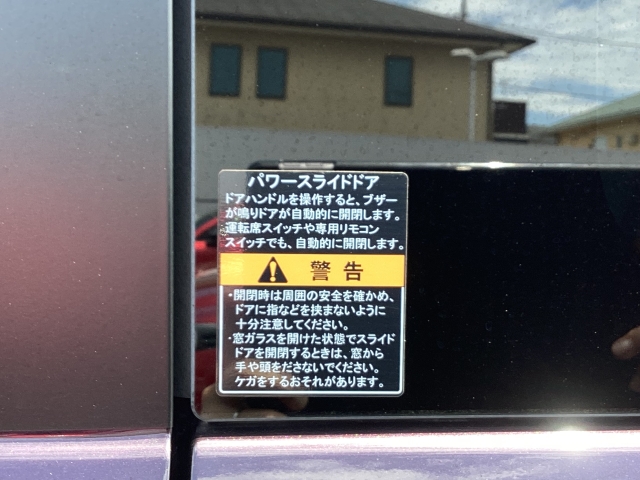 パワースライドドア
ドアハンドルを操作すると、ブザー
が鳴りドアが自動的に開閉します。
運転席スイッチや専用リモコン
スイッチでも、自動的に開閉します。
警告
・開閉時は周囲の安全を確かめ、
ドアに指などを挟まないように
十分注意してください。
・窓ガラスを開けた状態でスライド
ドアを開閉するときは、窓から
手や頭をださないでください。
ケガをするおそれがあります。